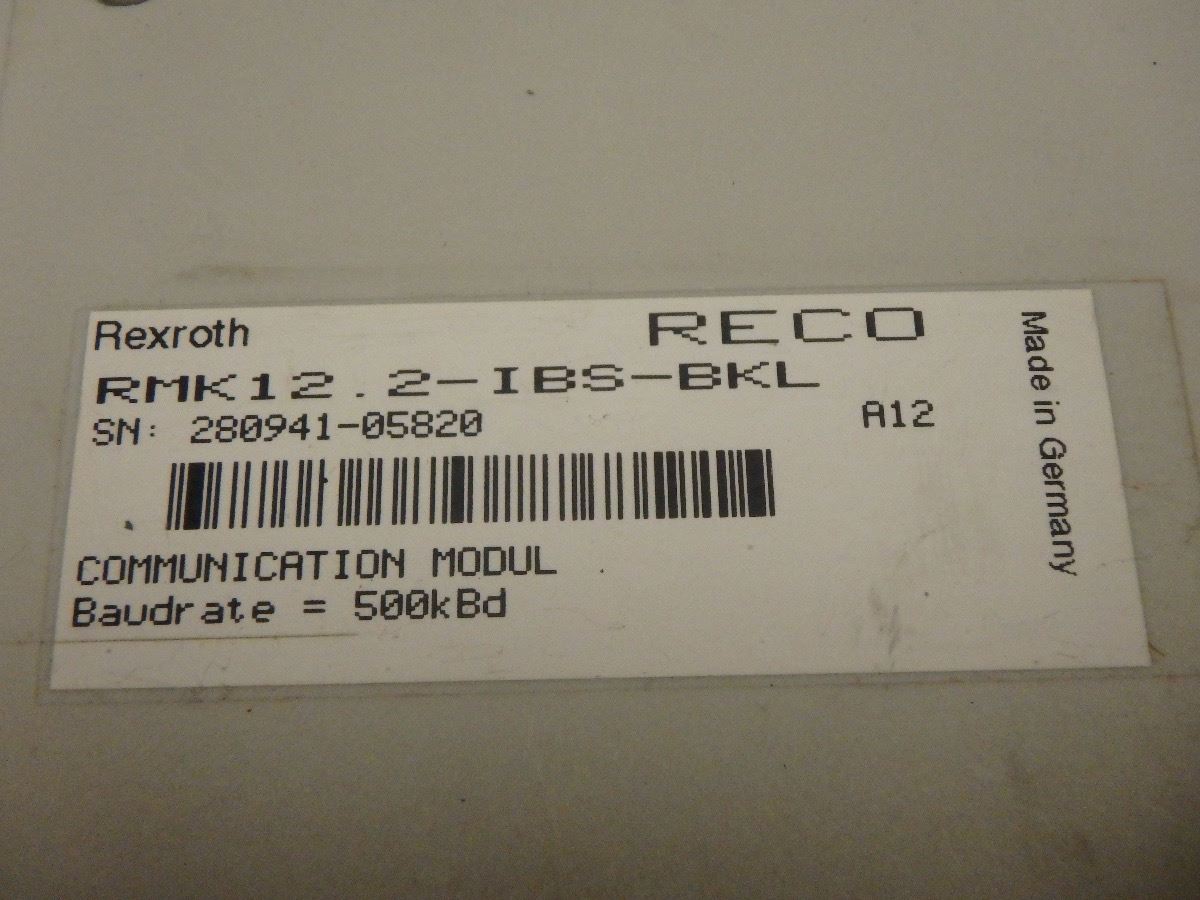 Rexroth RECO
RMK12.2-IBS-BKL
SN: 280941-05820 A12
COMMUNICATION MODUL
Baudrate = 500kBd
Made in Germany